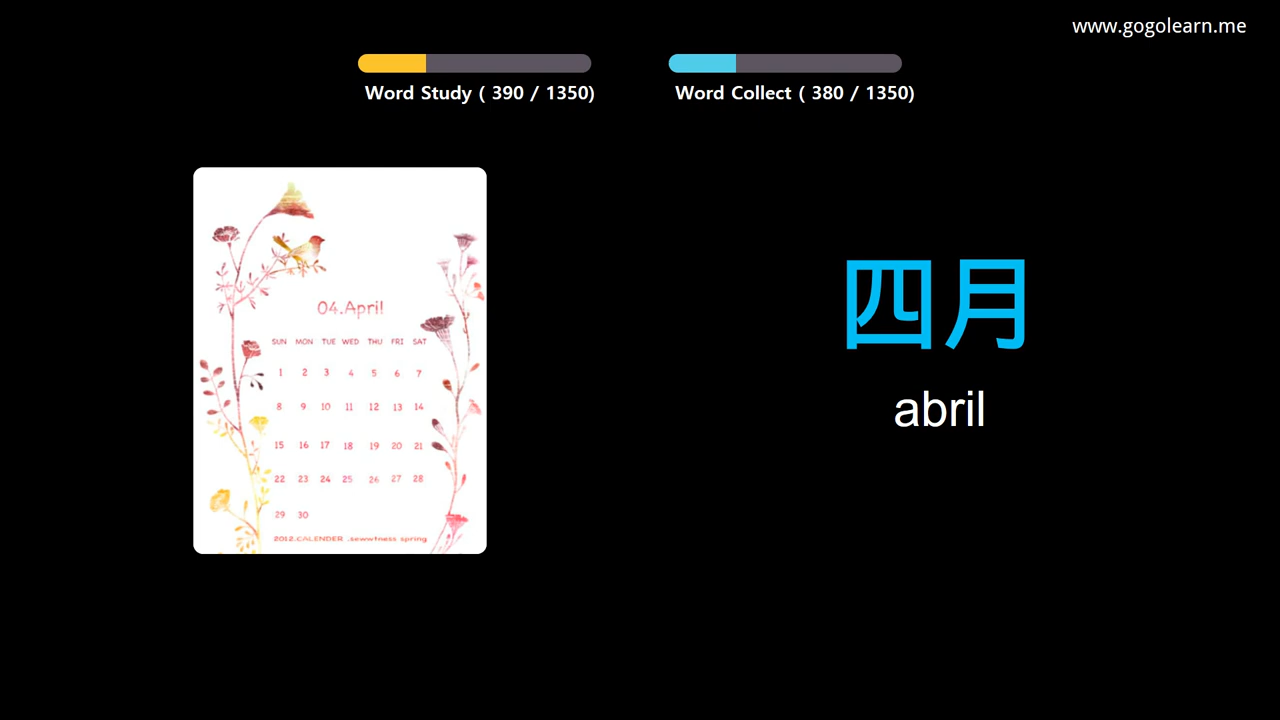 www.gogolearn.me
Word Study ( 390 / 1350)
Word Collect ( 380 / 1350)
04.April
SUN MON TUE WED THU FRI SAT
1 2 3 4 5 6 7
8 9 10 11 12 13 14
15 16 17 18 19 20 21
22 23 24 25 26 27 28
29 30
2012.CALENDER .sewwtness spring
四月
abril